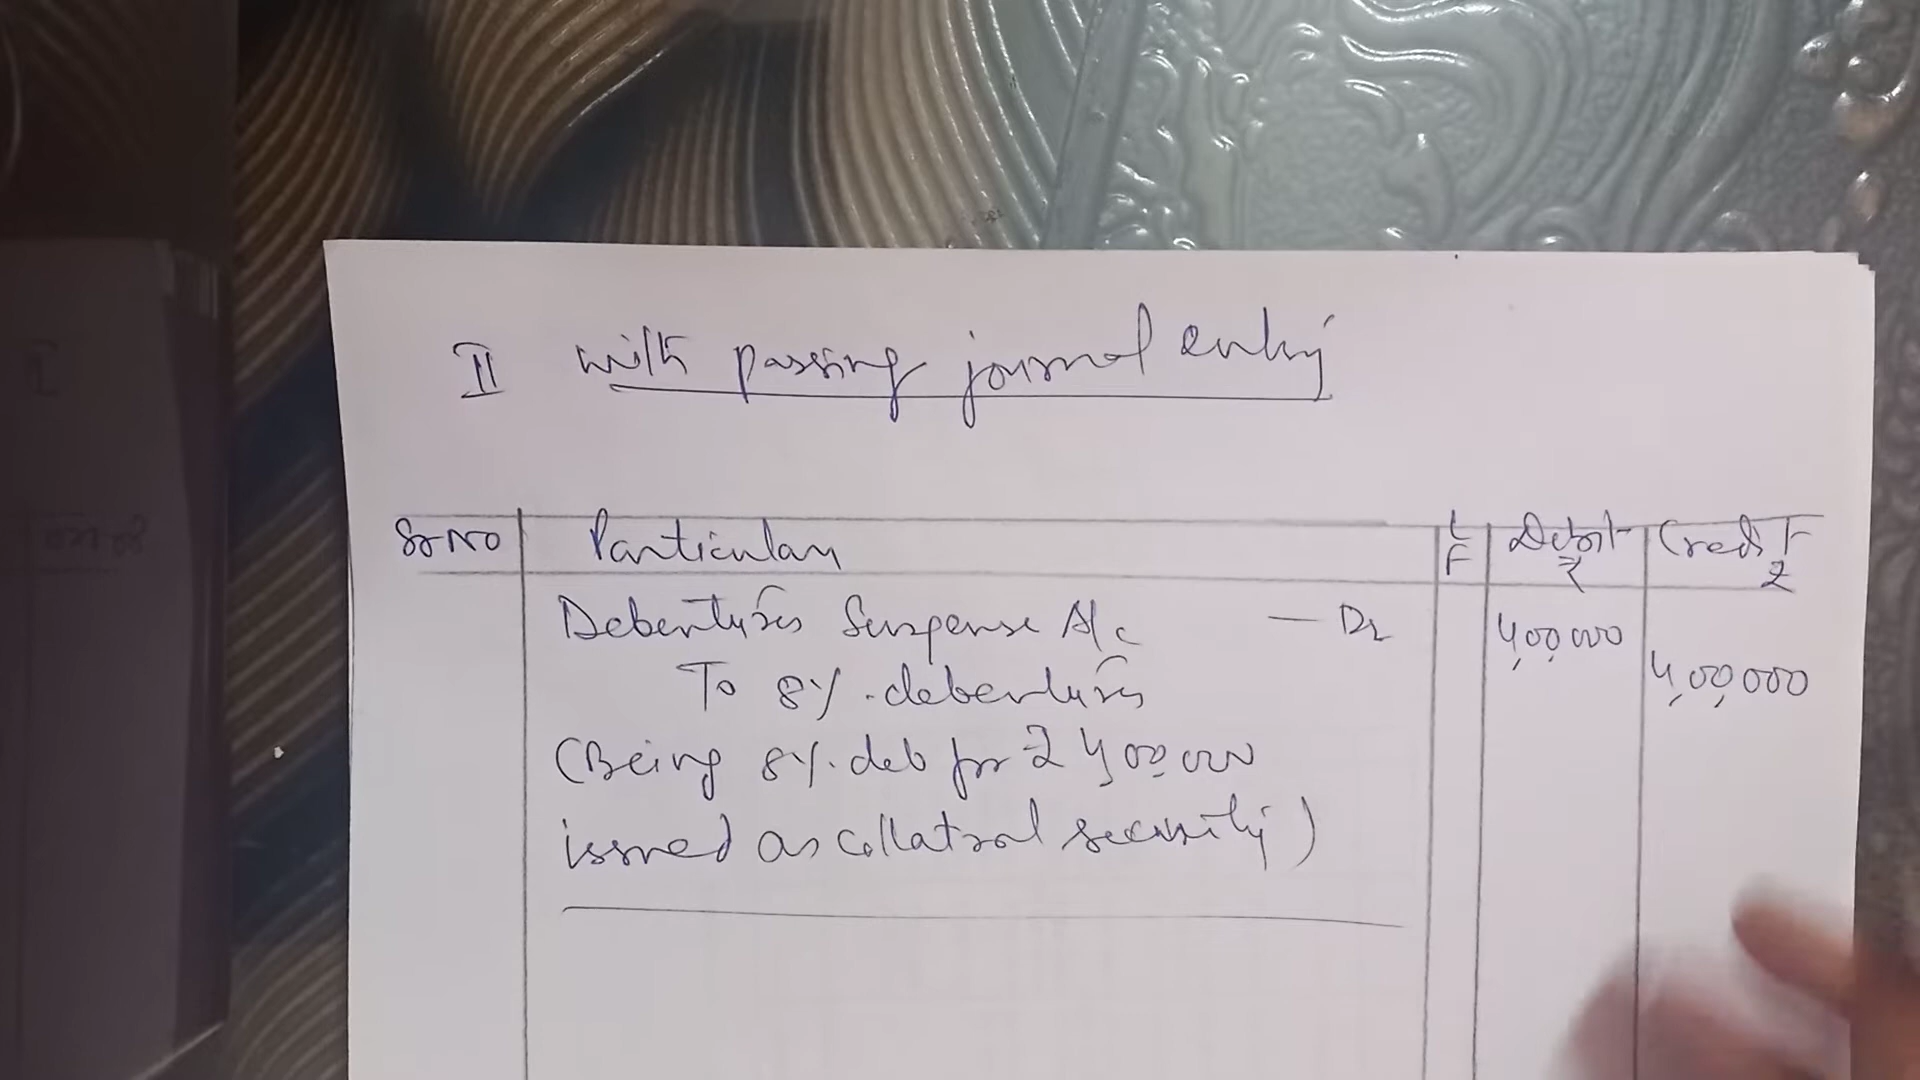 II with passing journal entry
Sr No Particulars L F Debit ₹ Credit ₹
Debentures Suspense A/c — Dr 4,00,000
To 8% debentures 4,00,000
(Being 8% deb for ₹ 4,00,000
issued as collateral security)